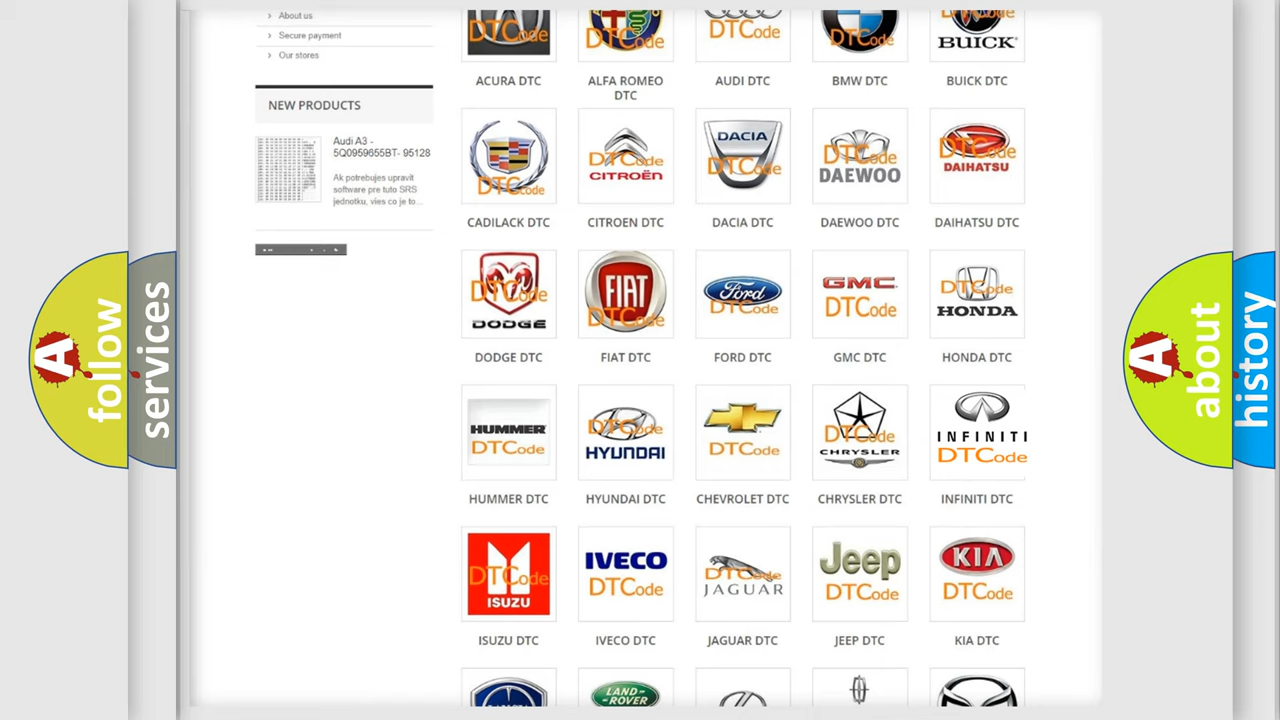 About us
Secure payment
Our stores
NEW PRODUCTS
Audi A3 -
5Q0959655BT- 95128
Ak potrebujes upravit
software pre tuto SRS
jednotku, vies co je to...
DTCode DTCode DTCode DTCode BUICK
ACURA DTC ALFA ROMEO DTC AUDI DTC BMW DTC BUICK DTC
DTCode
DTCode CITROËN
DACIA DTCode
DTCode DAEWOO
DTCode DAIHATSU
CADILACK DTC CITROEN DTC DACIA DTC DAEWOO DTC DAIHATSU DTC
DTCode DODGE
FIAT DTCode
Ford DTCode
GMC DTCode
DTCode HONDA
DODGE DTC FIAT DTC FORD DTC GMC DTC HONDA DTC
HUMMER DTCode
DTCode HYUNDAI
DTCode
DTCode CHRYSLER
INFINITI DTCode
HUMMER DTC HYUNDAI DTC CHEVROLET DTC CHRYSLER DTC INFINITI DTC
DTCode ISUZU
IVECO DTCode
DTCode JAGUAR
Jeep DTCode
KIA DTCode
ISUZU DTC IVECO DTC JAGUAR DTC JEEP DTC KIA DTC
LAND-
ROVER
A follow
services
A about
history